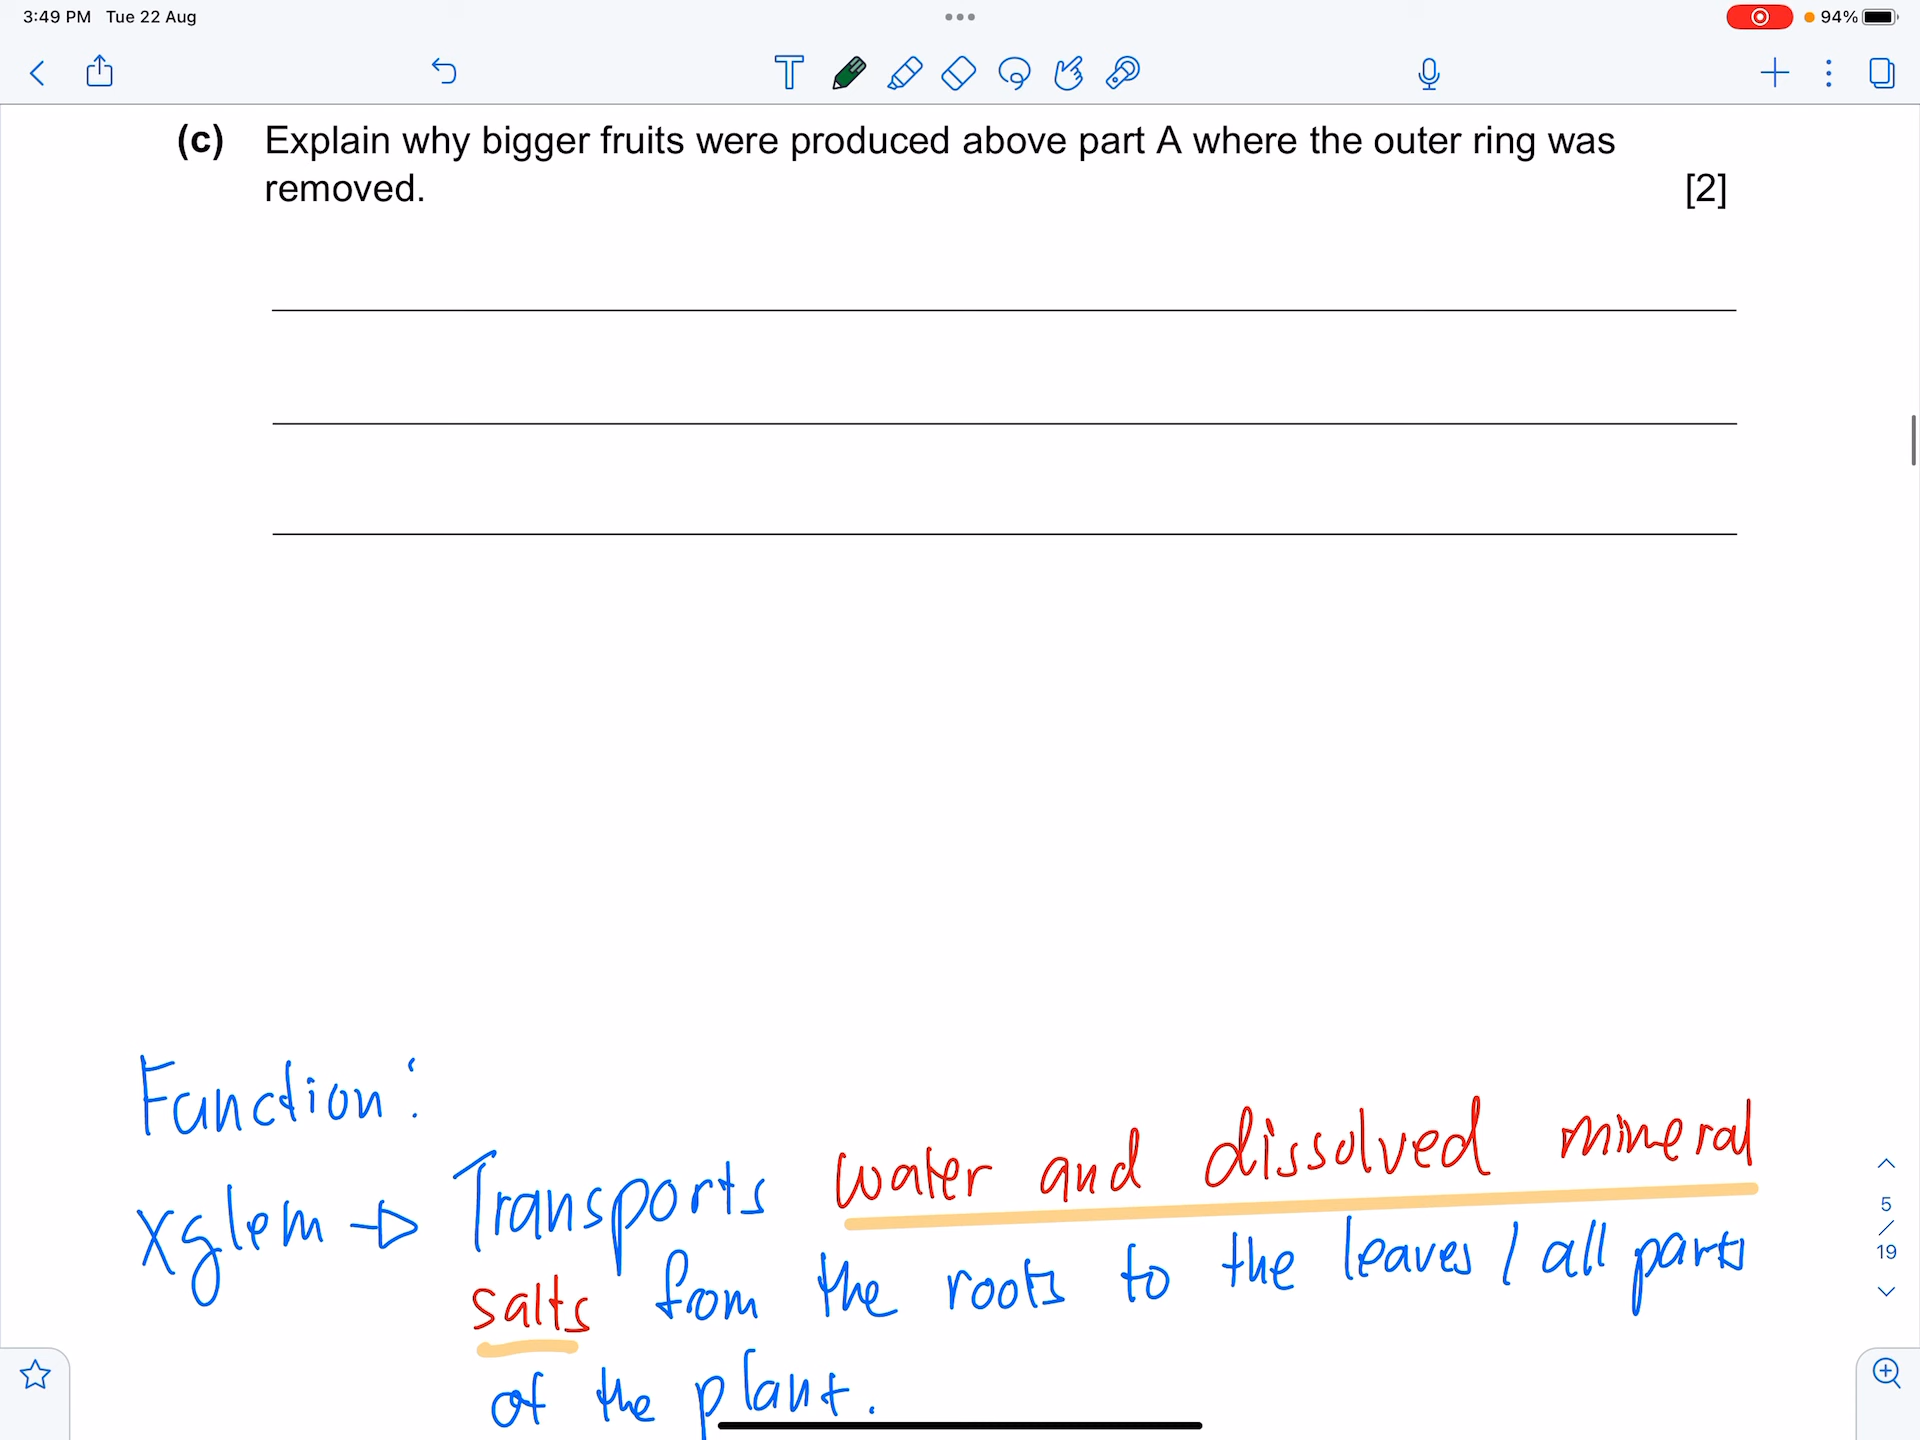 3:49 PM Tue 22 Aug
94%
(c) Explain why bigger fruits were produced above part A where the outer ring was
removed. [2]
Function:
Xylem → Transports water and dissolved mineral
salts from the roots to the leaves / all parts
of the plant.
5
/
19